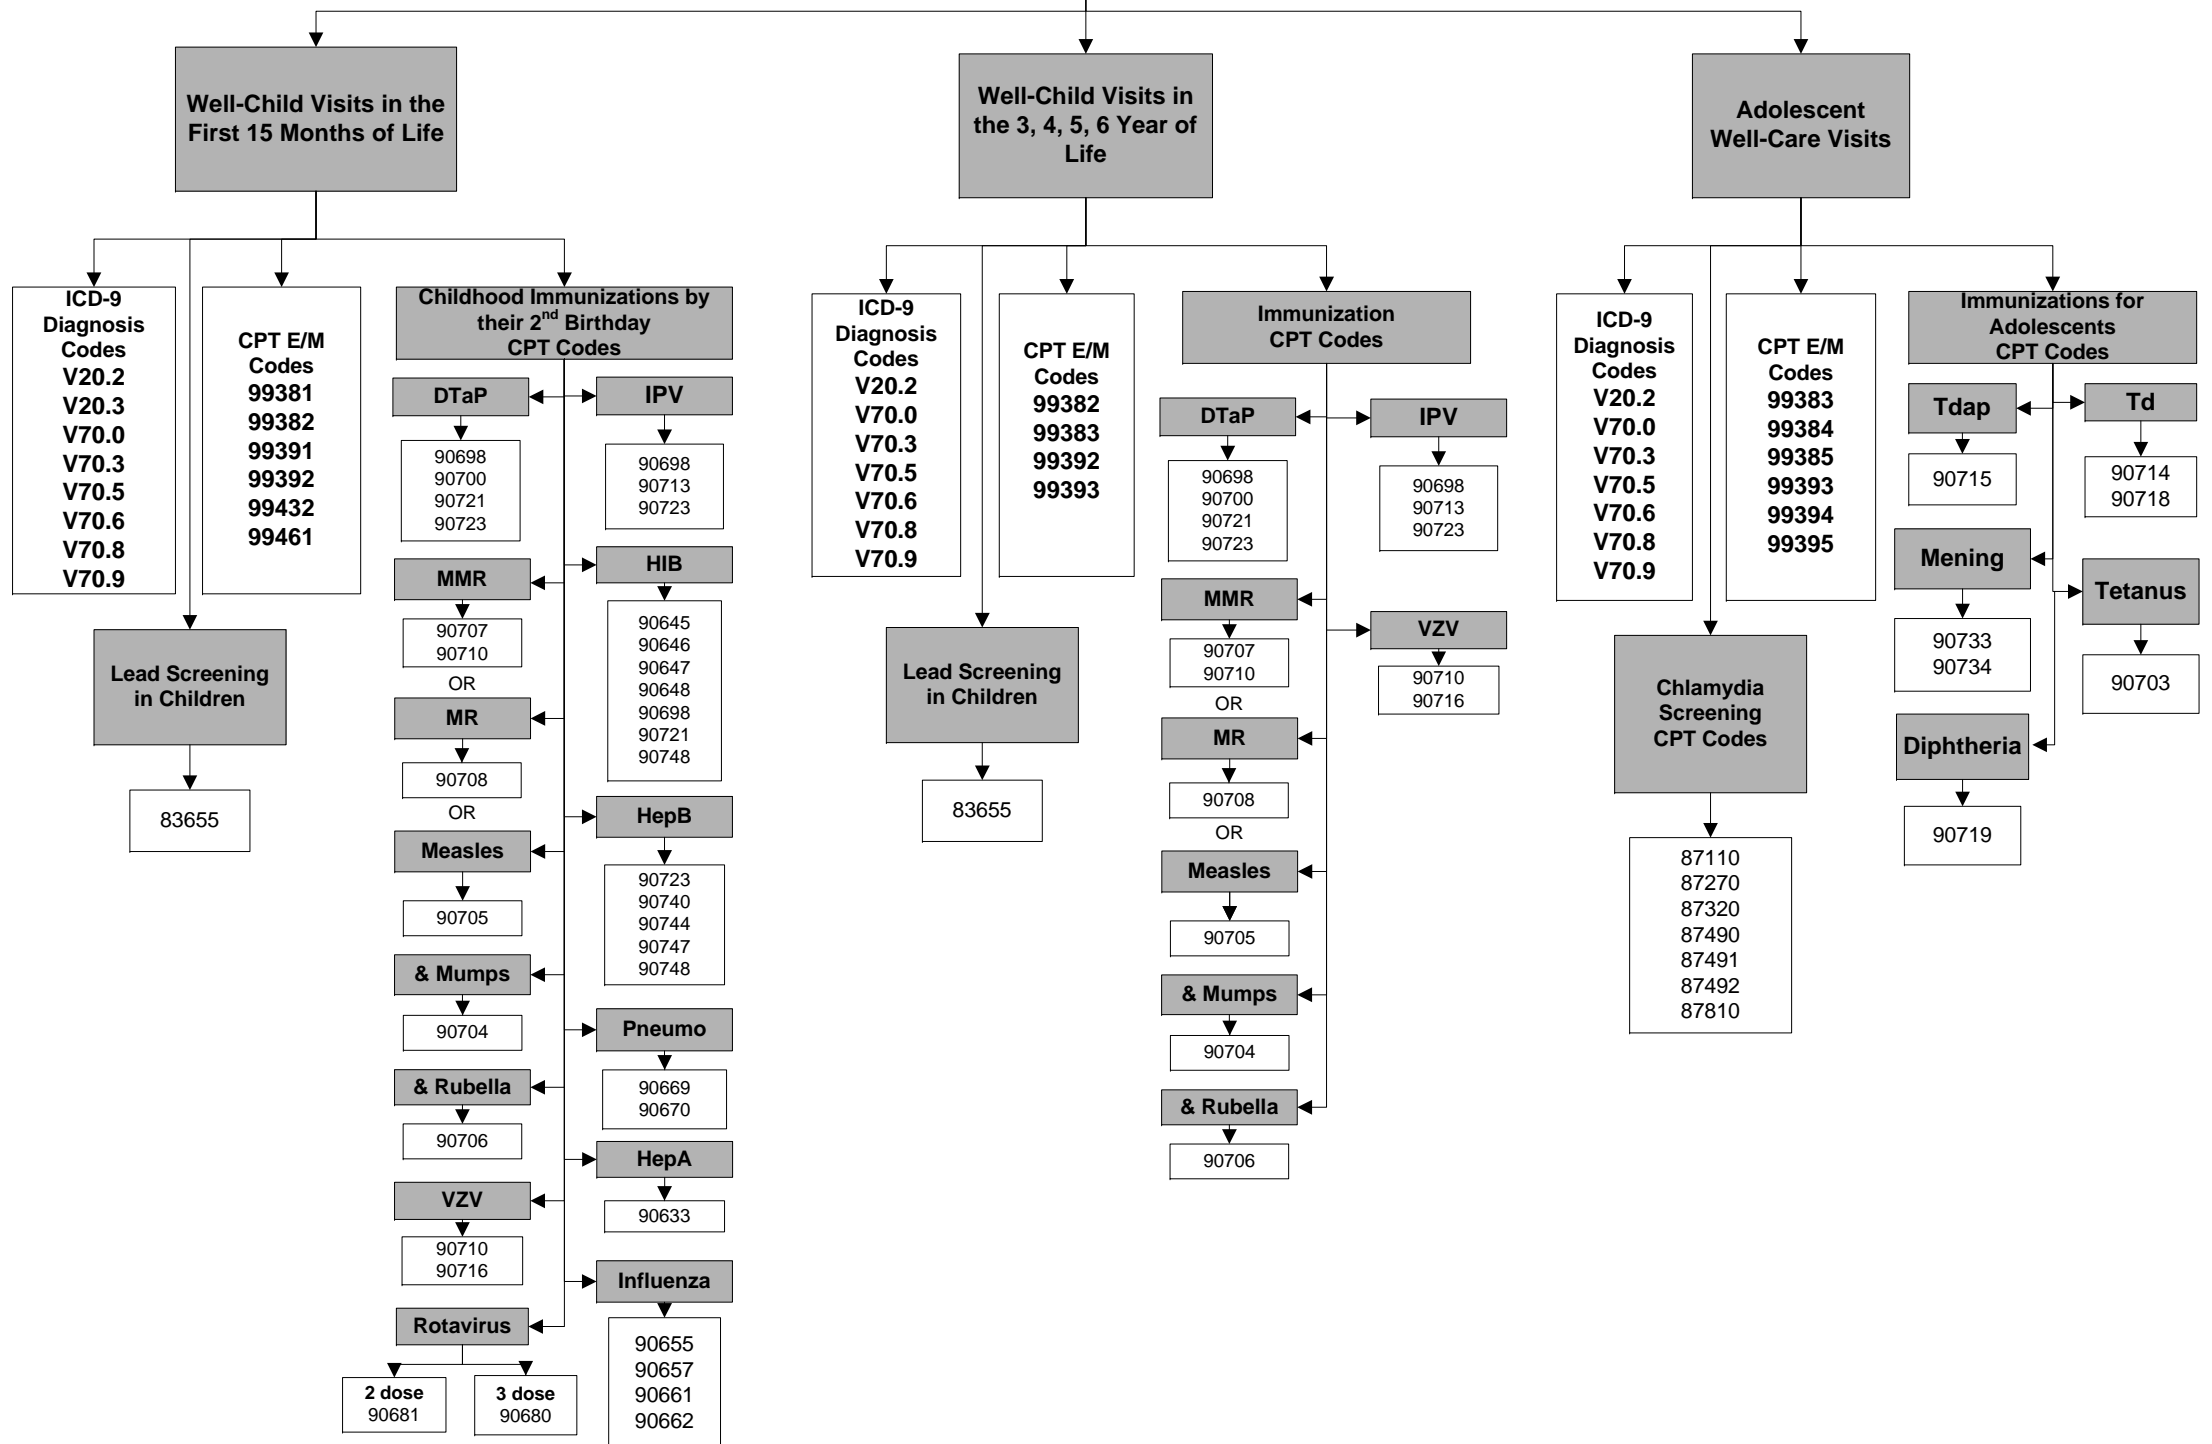 Well-Child Visits in the
First 15 Months of Life
ICD-9
Diagnosis
Codes
V20.2
V20.3
V70.0
V70.3
V70.5
V70.6
V70.8
V70.9
Lead Screening
in Children
83655
CPT E/M
Codes
99381
99382
99391
99392
99432
99461
Childhood Immunizations by
their 2nd Birthday
CPT Codes
DTaP
90698
90700
90721
90723
MMR
90707
90710
OR
MR
90708
OR
Measles
90705
& Mumps
90704
& Rubella
90706
VZV
90710
90716
Rotavirus
2 dose
90681
3 dose
90680
IPV
90698
90713
90723
HIB
90645
90646
90647
90648
90698
90721
90748
HepB
90723
90740
90744
90747
90748
Pneumo
90669
90670
HepA
90633
Influenza
90655
90657
90661
90662
Well-Child Visits in
the 3, 4, 5, 6 Year of
Life
ICD-9
Diagnosis
Codes
V20.2
V70.0
V70.3
V70.5
V70.6
V70.8
V70.9
Lead Screening
in Children
83655
CPT E/M
Codes
99382
99383
99392
99393
Immunization
CPT Codes
DTaP
90698
90700
90721
90723
MMR
90707
90710
OR
MR
90708
OR
Measles
90705
& Mumps
90704
& Rubella
90706
IPV
90698
90713
90723
VZV
90710
90716
Adolescent
Well-Care Visits
ICD-9
Diagnosis
Codes
V20.2
V70.0
V70.3
V70.5
V70.6
V70.8
V70.9
Chlamydia
Screening
CPT Codes
87110
87270
87320
87490
87491
87492
87810
CPT E/M
Codes
99383
99384
99385
99393
99394
99395
Immunizations for
Adolescents
CPT Codes
Tdap
90715
Mening
90733
90734
Diphtheria
90719
Td
90714
90718
Tetanus
90703